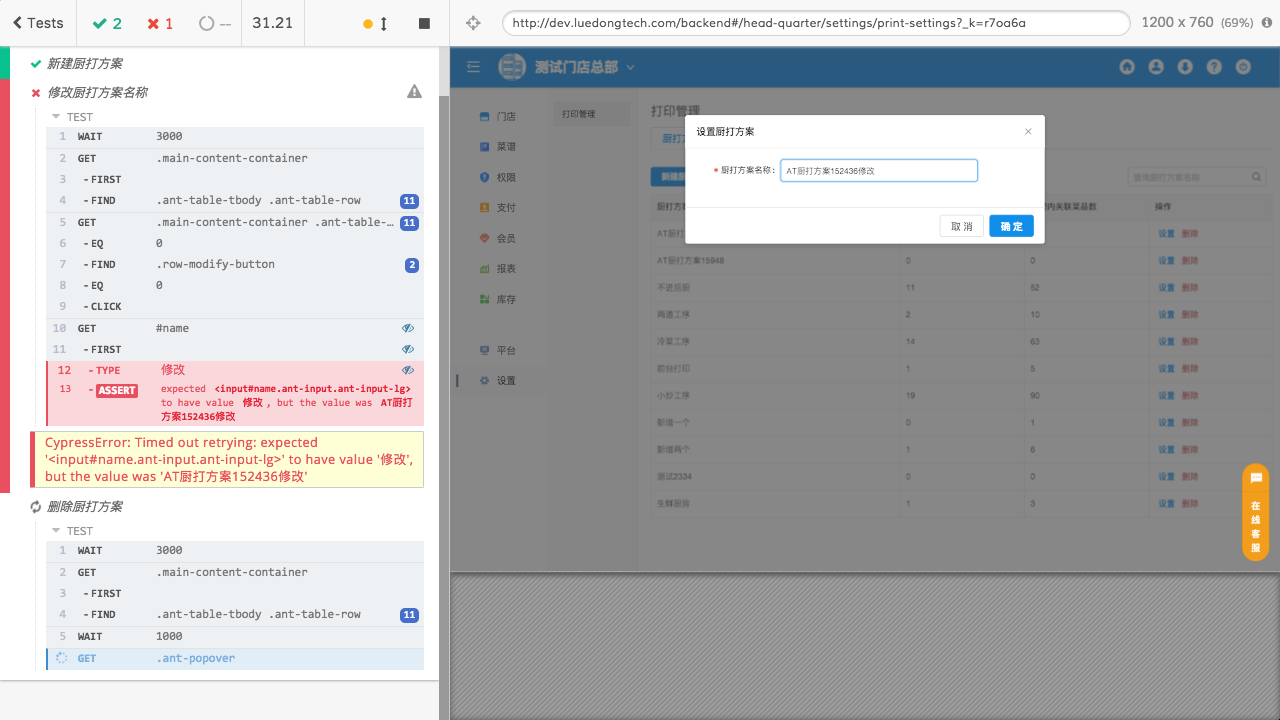 Tests
2
1
--
31.21
http://dev.luedongtech.com/backend#/head-quarter/settings/print-settings?_k=r7oa6a
1200 x 760 (69%)
新建厨打方案
修改厨打方案名称
TEST
1 WAIT 3000
2 GET .main-content-container
3 -FIRST
4 -FIND .ant-table-tbody .ant-table-row 11
5 GET .main-content-container .ant-table-… 11
6 -EQ 0
7 -FIND .row-modify-button 2
8 -EQ 0
9 -CLICK
10 GET #name
11 -FIRST
12 -TYPE 修改
13 -ASSERT expected <input#name.ant-input.ant-input-lg>
to have value 修改, but the value was AT厨打
方案152436修改
CypressError: Timed out retrying: expected
'<input#name.ant-input.ant-input-lg>' to have value '修改',
but the value was 'AT厨打方案152436修改'
删除厨打方案
TEST
1 WAIT 3000
2 GET .main-content-container
3 -FIRST
4 -FIND .ant-table-tbody .ant-table-row 11
5 WAIT 1000
GET .ant-popover
测试门店总部
门店
菜谱
权限
支付
会员
报表
库存
平台
设置
打印管理
打印管理
厨打
设置厨打方案
×
* 厨打方案名称: AT厨打方案152436修改
取 消 确 定
新建厨
查询厨打方案名称
厨打方 内关联菜品数 操作
AT厨打 设置 删除
AT厨打方案15948 0 0 设置 删除
不进后厨 11 52 设置 删除
两道工序 2 10 设置 删除
冷菜工序 14 63 设置 删除
前台打印 1 5 设置 删除
小炒工序 19 90 设置 删除
新增一个 0 1 设置 删除
新增两个 1 6 设置 删除
测试2334 0 0 设置 删除
生鲜厨房 1 3 设置 删除
在
线
客
服